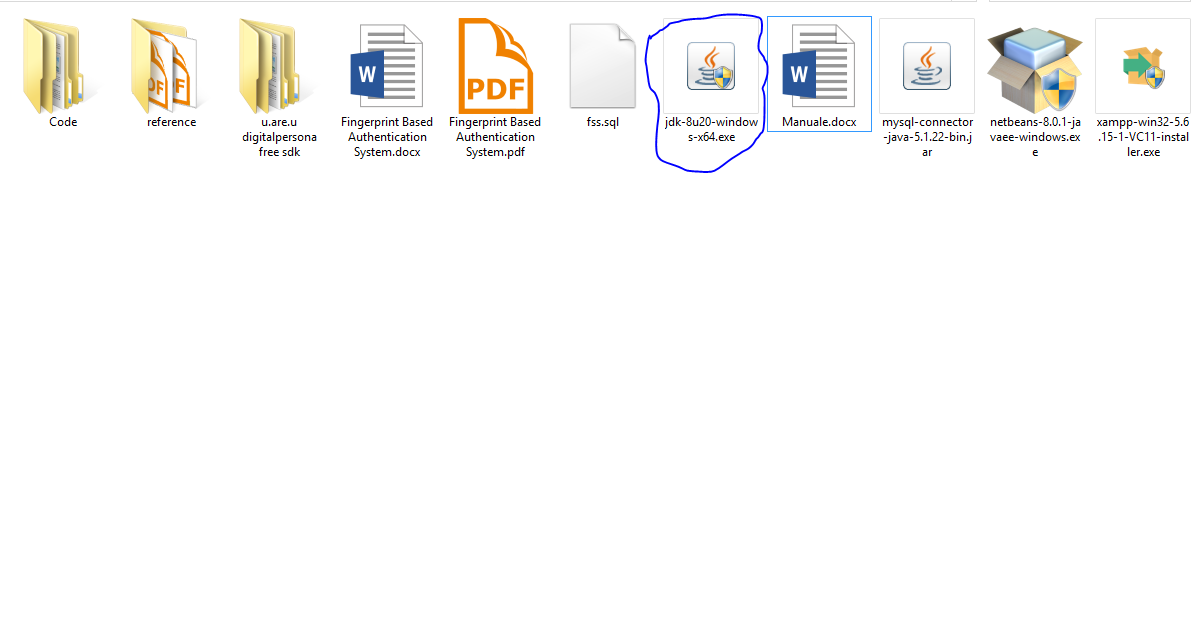 Code
reference
u.are.u
digitalpersona
free sdk
Fingerprint Based
Authentication
System.docx
PDF
Fingerprint Based
Authentication
System.pdf
fss.sql
jdk-8u20-window
s-x64.exe
W
Manuale.docx
mysql-connector
-java-5.1.22-bin.j
ar
netbeans-8.0.1-ja
vaee-windows.ex
e
xampp-win32-5.6
.15-1-VC11-instal
ler.exe
W
DF
F